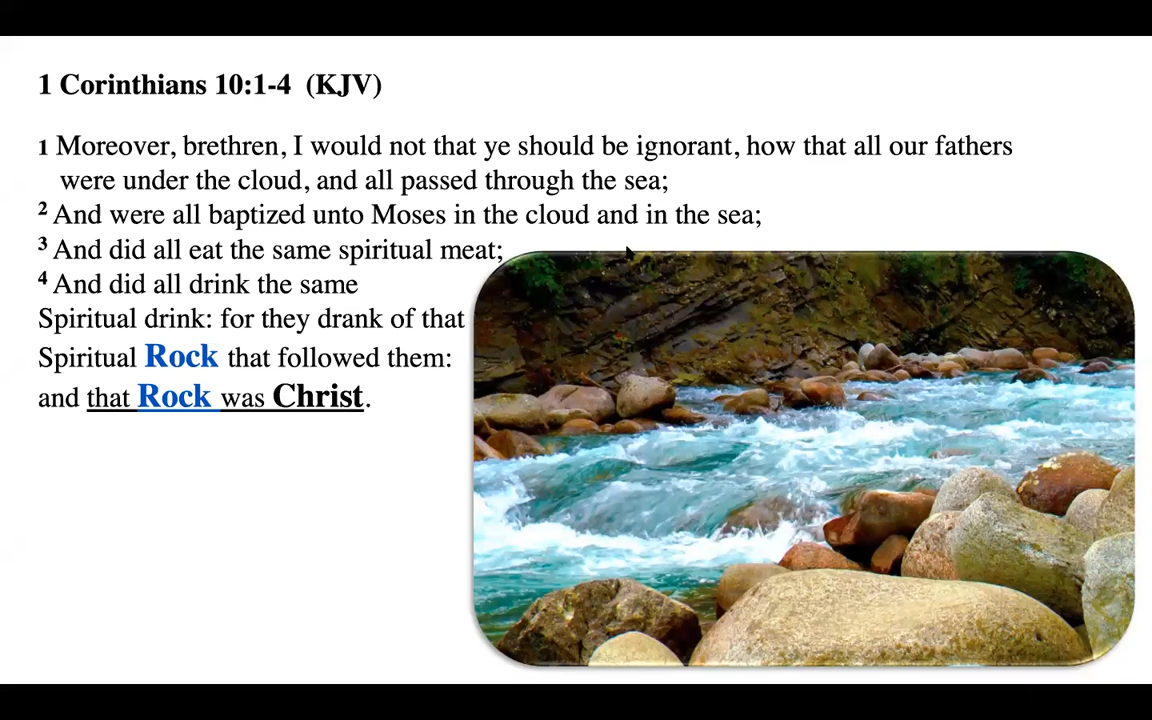 1 Corinthians 10:1-4 (KJV)
1 Moreover, brethren, I would not that ye should be ignorant, how that all our fathers
were under the cloud, and all passed through the sea;
2 And were all baptized unto Moses in the cloud and in the sea;
3 And did all eat the same spiritual meat;
4 And did all drink the same
Spiritual drink: for they drank of that
Spiritual Rock that followed them:
and that Rock was Christ.